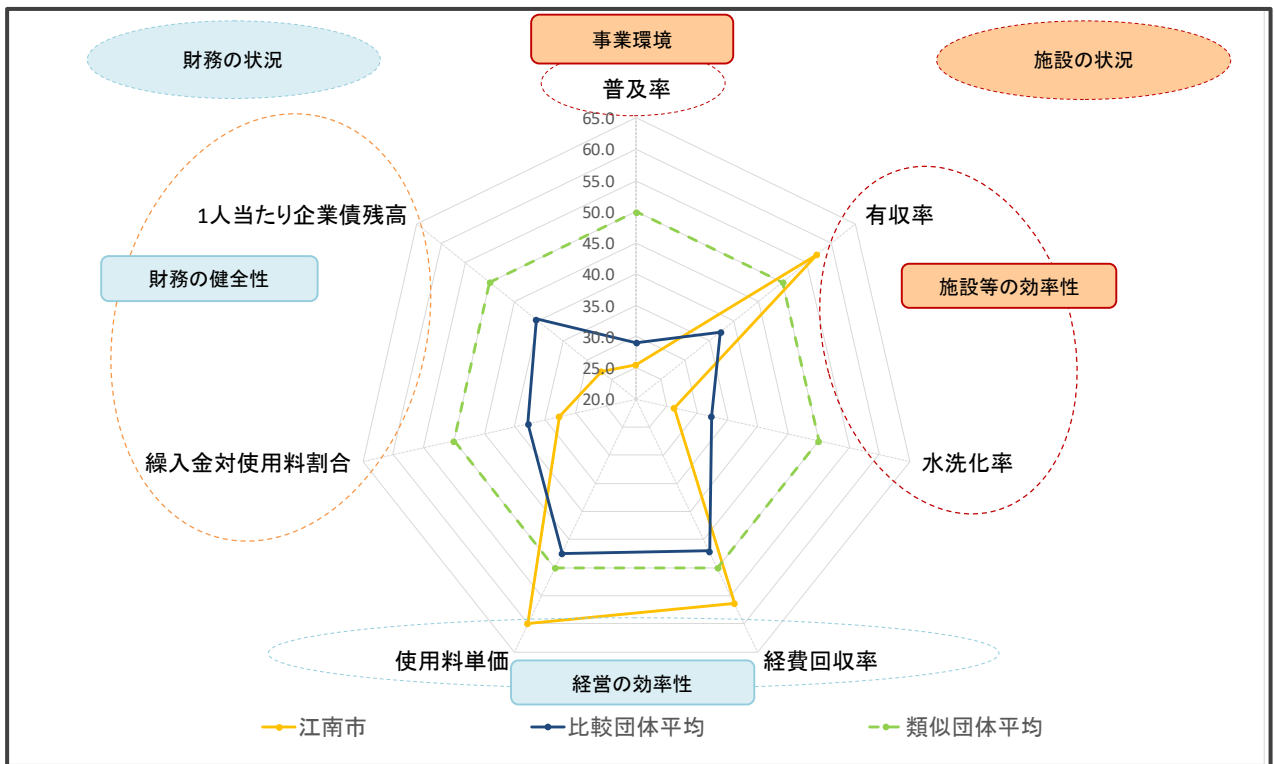 財務の状況
事業環境
施設の状況
普及率
65.0
60.0
55.0
50.0
45.0
40.0
35.0
30.0
25.0
20.0
1人当たり企業債残高
有収率
財務の健全性
施設等の効率性
繰入金対使用料割合
水洗化率
使用料単価
経費回収率
経営の効率性
江南市
比較団体平均
類似団体平均